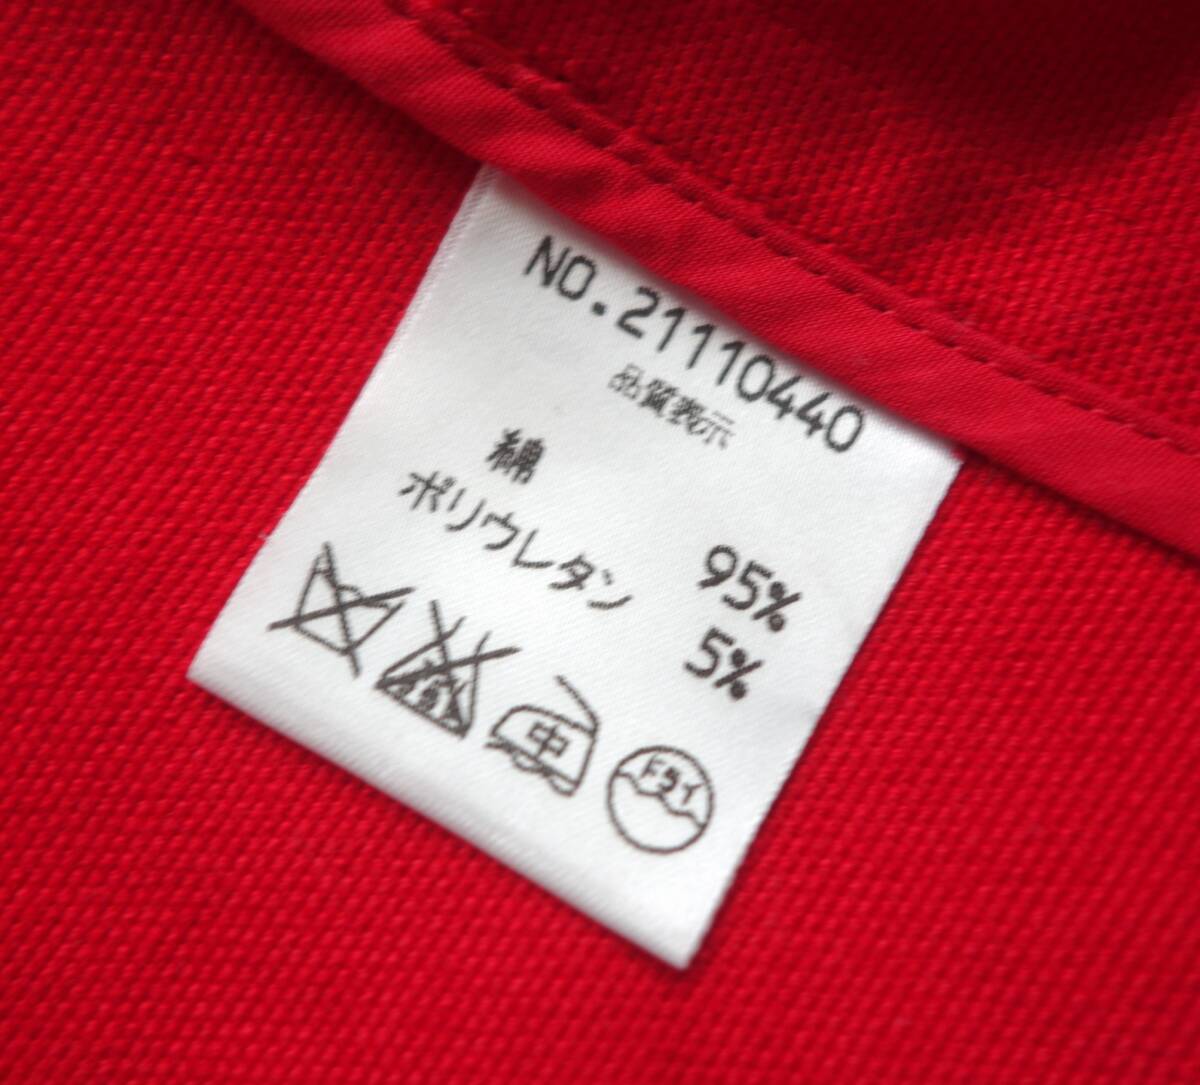 NO.21110440
品質表示
綿 95%
ポリウレタン 5%
中
ドライ